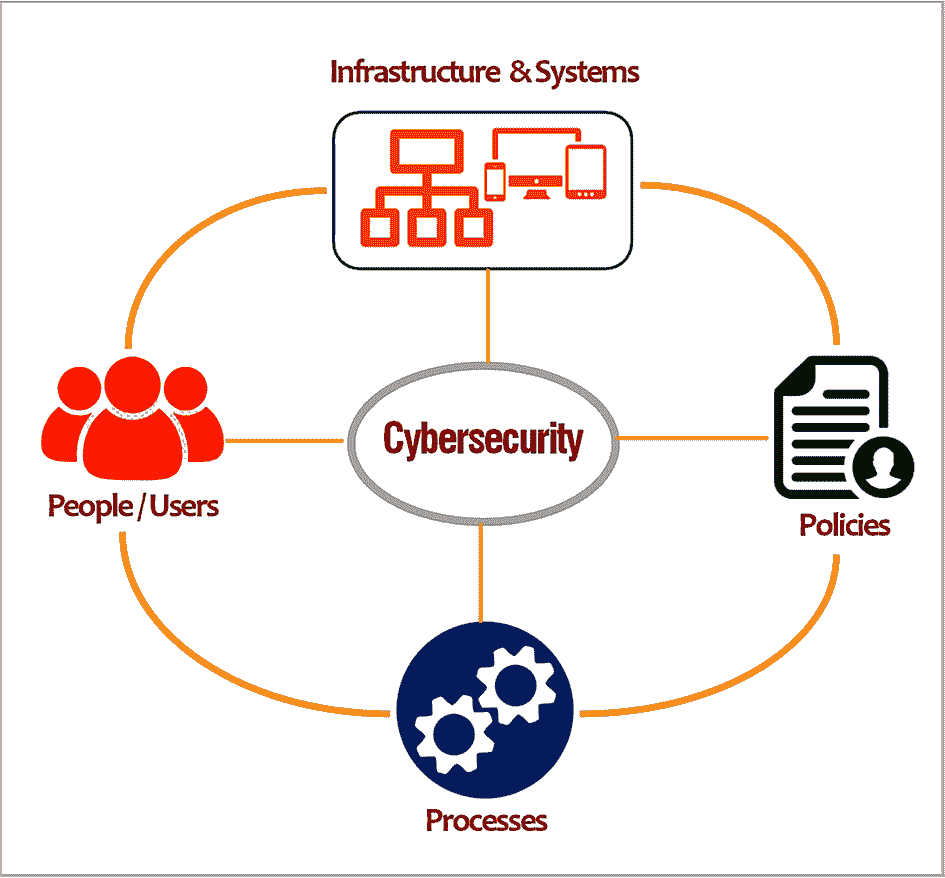 Infrastructure & Systems
Cybersecurity
People / Users
Policies
Processes